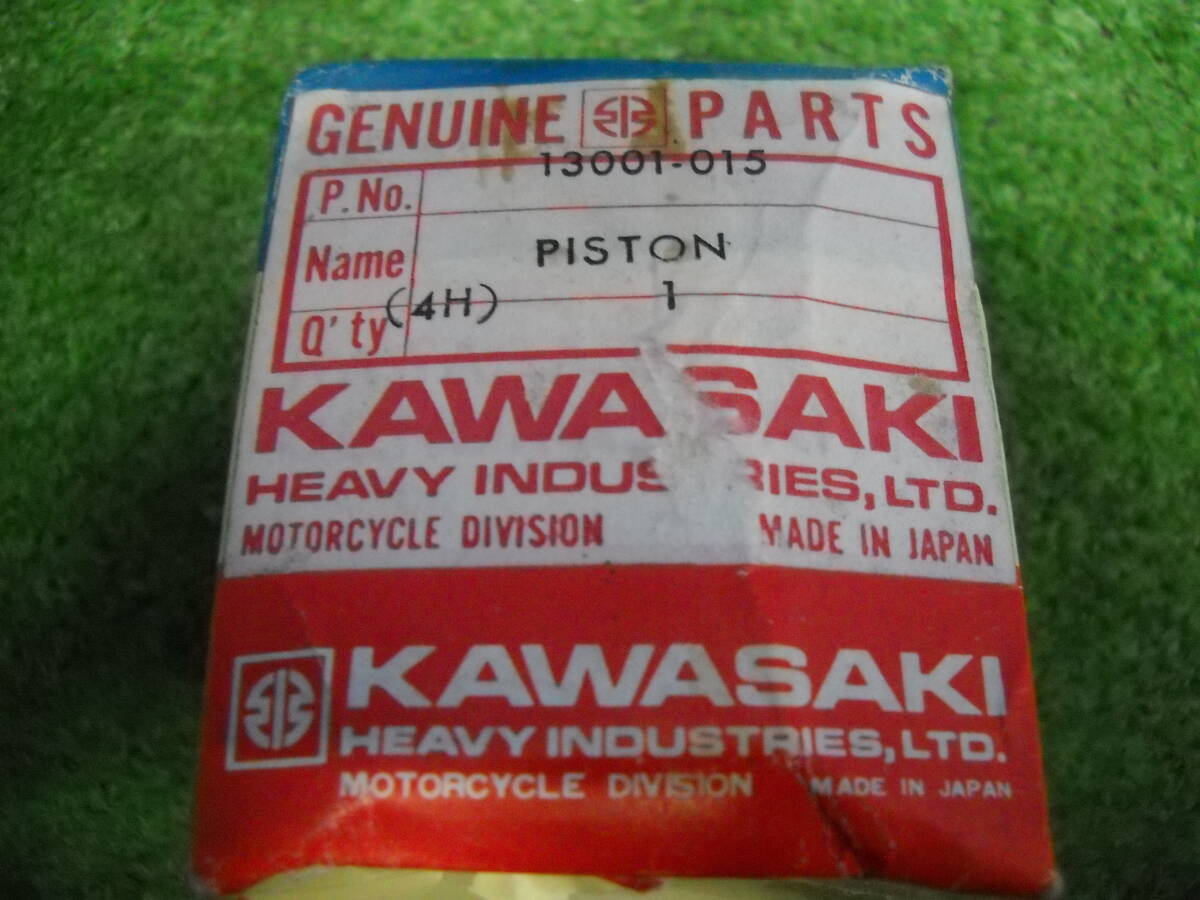 GENUINE PARTS
13001-015
P. No.
Name PISTON
(4H) 1
Q'ty
KAWASAKI
HEAVY INDUSTRIES, LTD.
MOTORCYCLE DIVISION MADE IN JAPAN
KAWASAKI
HEAVY INDUSTRIES, LTD.
MOTORCYCLE DIVISION MADE IN JAPAN